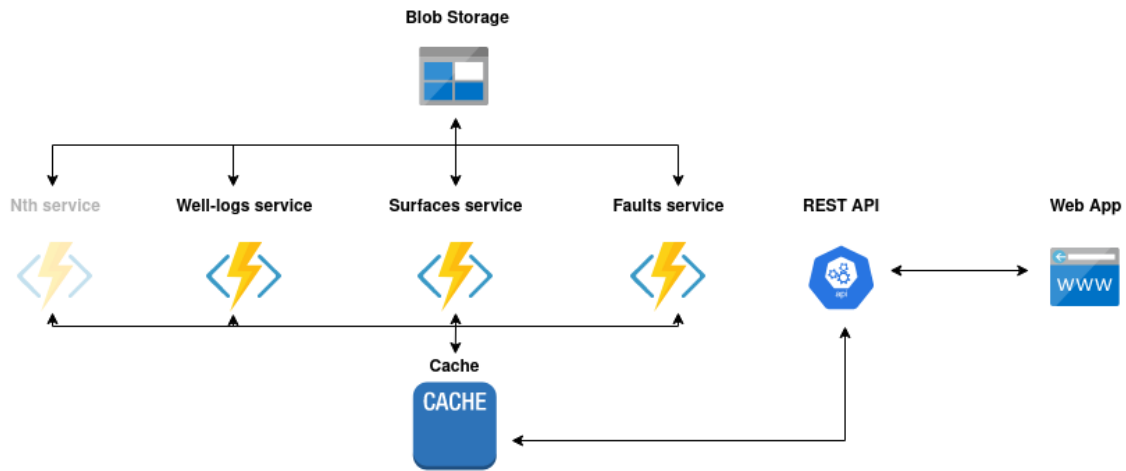 Blob Storage
Nth service
Well-logs service
Surfaces service
Faults service
REST API
Web App
api
www
Cache
CACHE